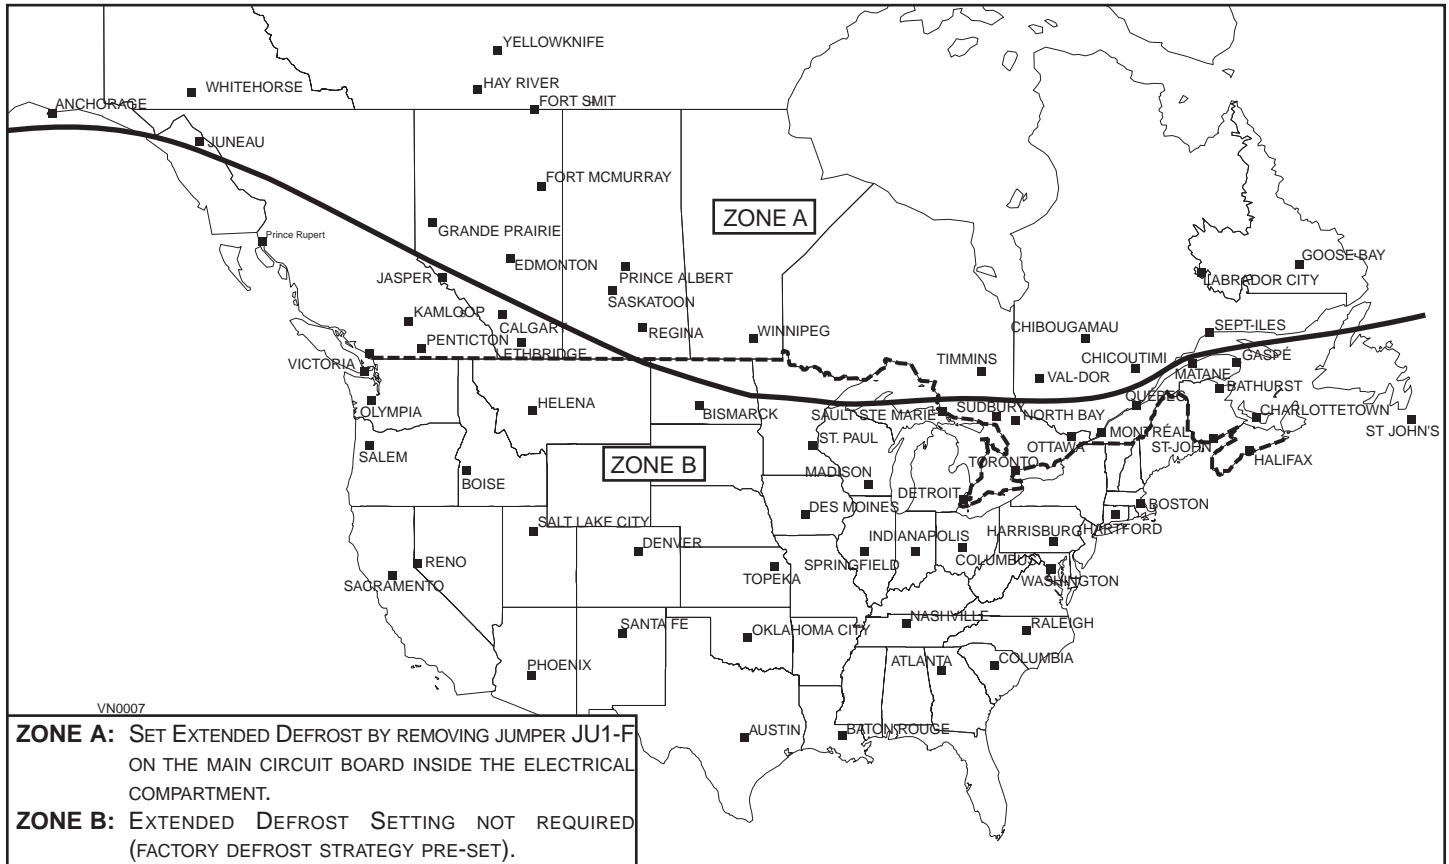 YELLOWKNIFE
WHITEHORSE
HAY RIVER
ANCHORAGE
FORT SMIT
JUNEAU
FORT MCMURRAY
ZONE A
GRANDE PRAIRIE
Prince Rupert
EDMONTON
GOOSE BAY
JASPER
PRINCE ALBERT
LABRADOR CITY
SASKATOON
KAMLOOP
CALGARY
REGINA
WINNIPEG
CHIBOUGAMAU
SEPT-ILES
PENTICTON
ETHBRIDGE
TIMMINS
CHICOUTIMI
GASPÉ
VICTORIA
VAL-DOR
MATANE
BATHURST
HELENA
QUÉBEC
OLYMPIA
BISMARCK
SAULT-STE MARIE
SUDBURY
NORTH BAY
CHARLOTTETOWN
ST JOHN'S
ST. PAUL
MONTRÉAL
OTTAWA
ST-JOHN
SALEM
ZONE B
TORONTO
HALIFAX
BOISE
MADISON
DETROIT
DES MOINES
BOSTON
SALT LAKE CITY
HARRISBURG
HARTFORD
INDIANAPOLIS
DENVER
RENO
SPRINGFIELD
COLUMBUS
TOPEKA
WASHINGTON
SACRAMENTO
NASHVILLE
SANTA FE
OKLAHOMA CITY
RALEIGH
PHOENIX
ATLANTA
COLUMBIA
VN0007
AUSTIN
BATON ROUGE
ZONE A: SET EXTENDED DEFROST BY REMOVING JUMPER JU1-F
ON THE MAIN CIRCUIT BOARD INSIDE THE ELECTRICAL
COMPARTMENT.
ZONE B: EXTENDED DEFROST SETTING NOT REQUIRED
(FACTORY DEFROST STRATEGY PRE-SET).